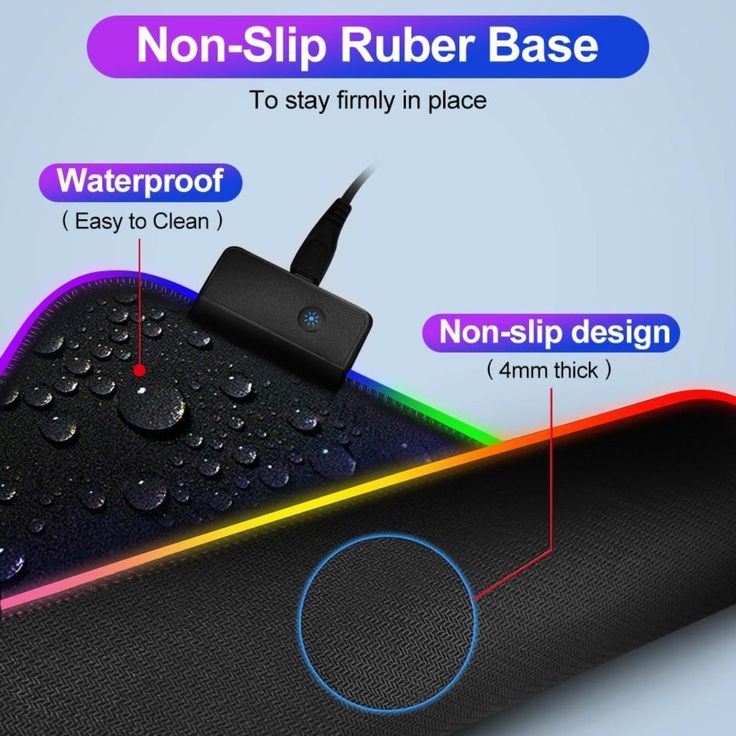 Non-Slip Ruber Base
To stay firmly in place
Waterproof
( Easy to Clean )
Non-slip design
( 4mm thick )